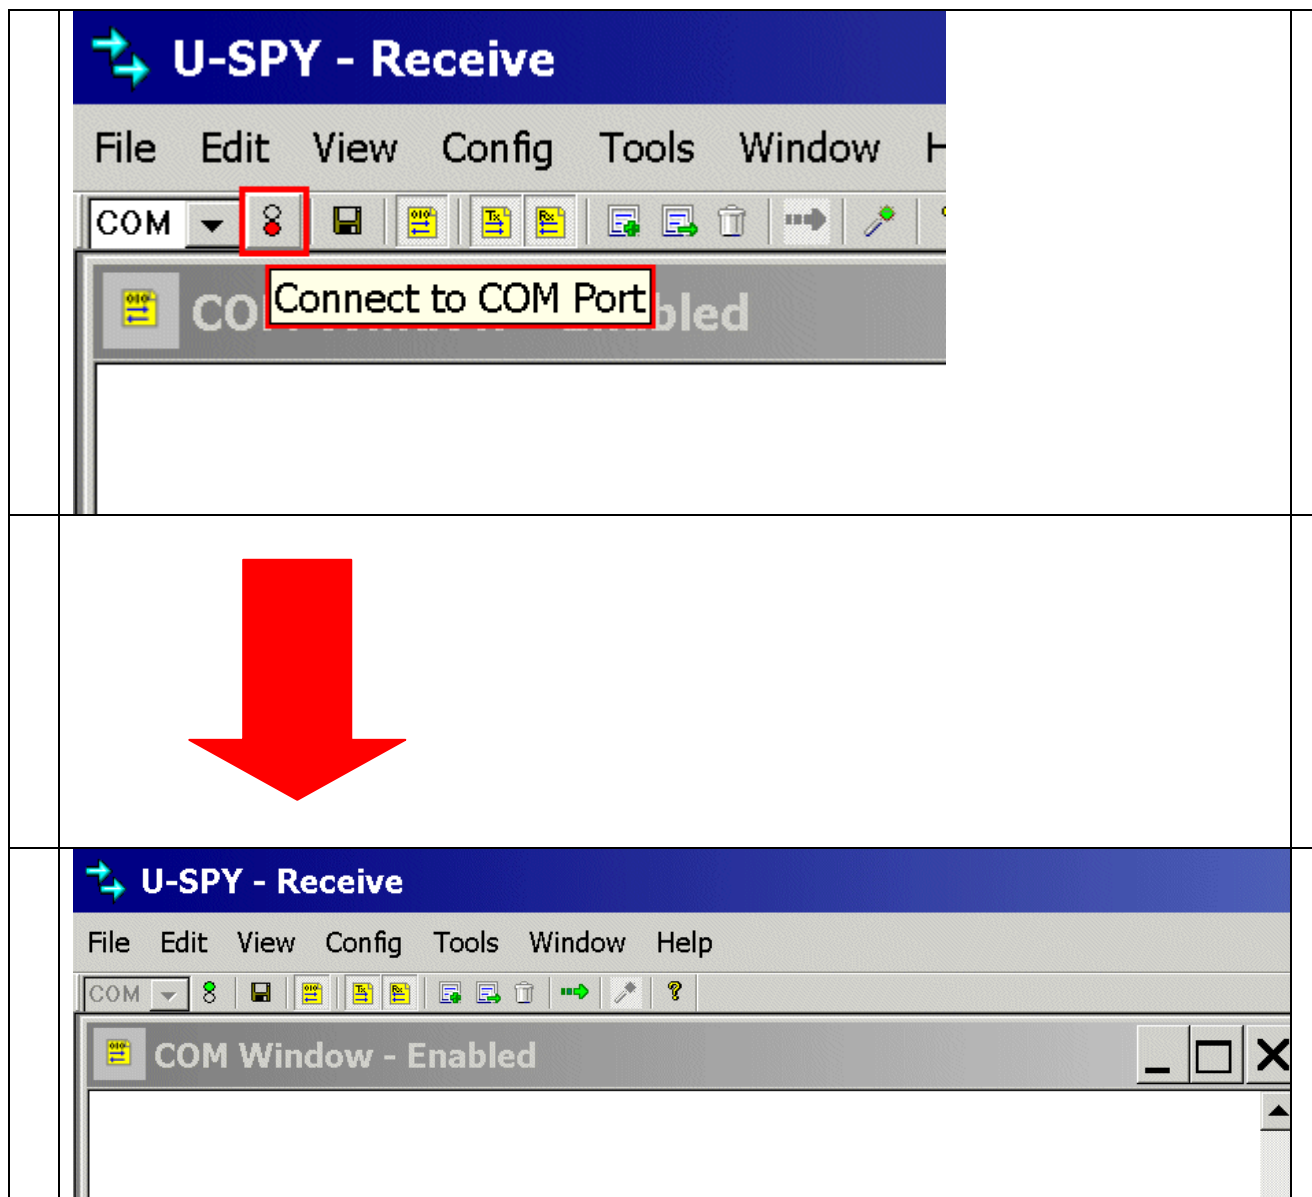 U-SPY - Receive
File Edit View Config Tools Window
COM
Connect to COM Port
U-SPY - Receive
File Edit View Config Tools Window Help
COM
COM Window - Enabled